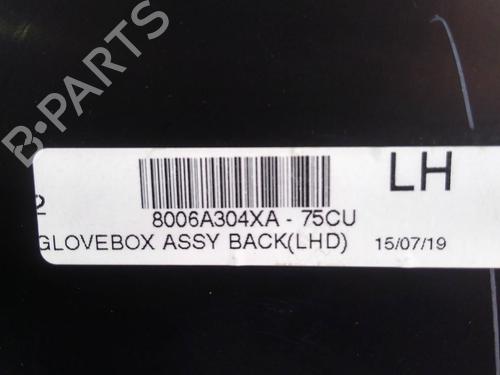 B-PARTS
LH
2
8006A304XA - 75CU
GLOVEBOX ASSY BACK(LHD) 15/07/19